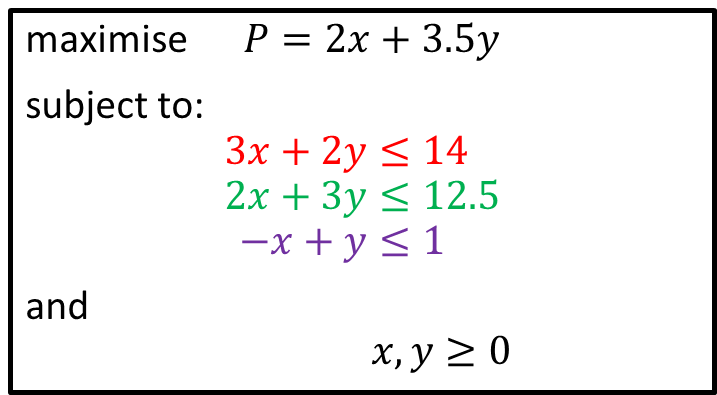 maximise P = 2x + 3.5y
subject to:
3x + 2y ≤ 14
2x + 3y ≤ 12.5
−x + y ≤ 1
and
x, y ≥ 0